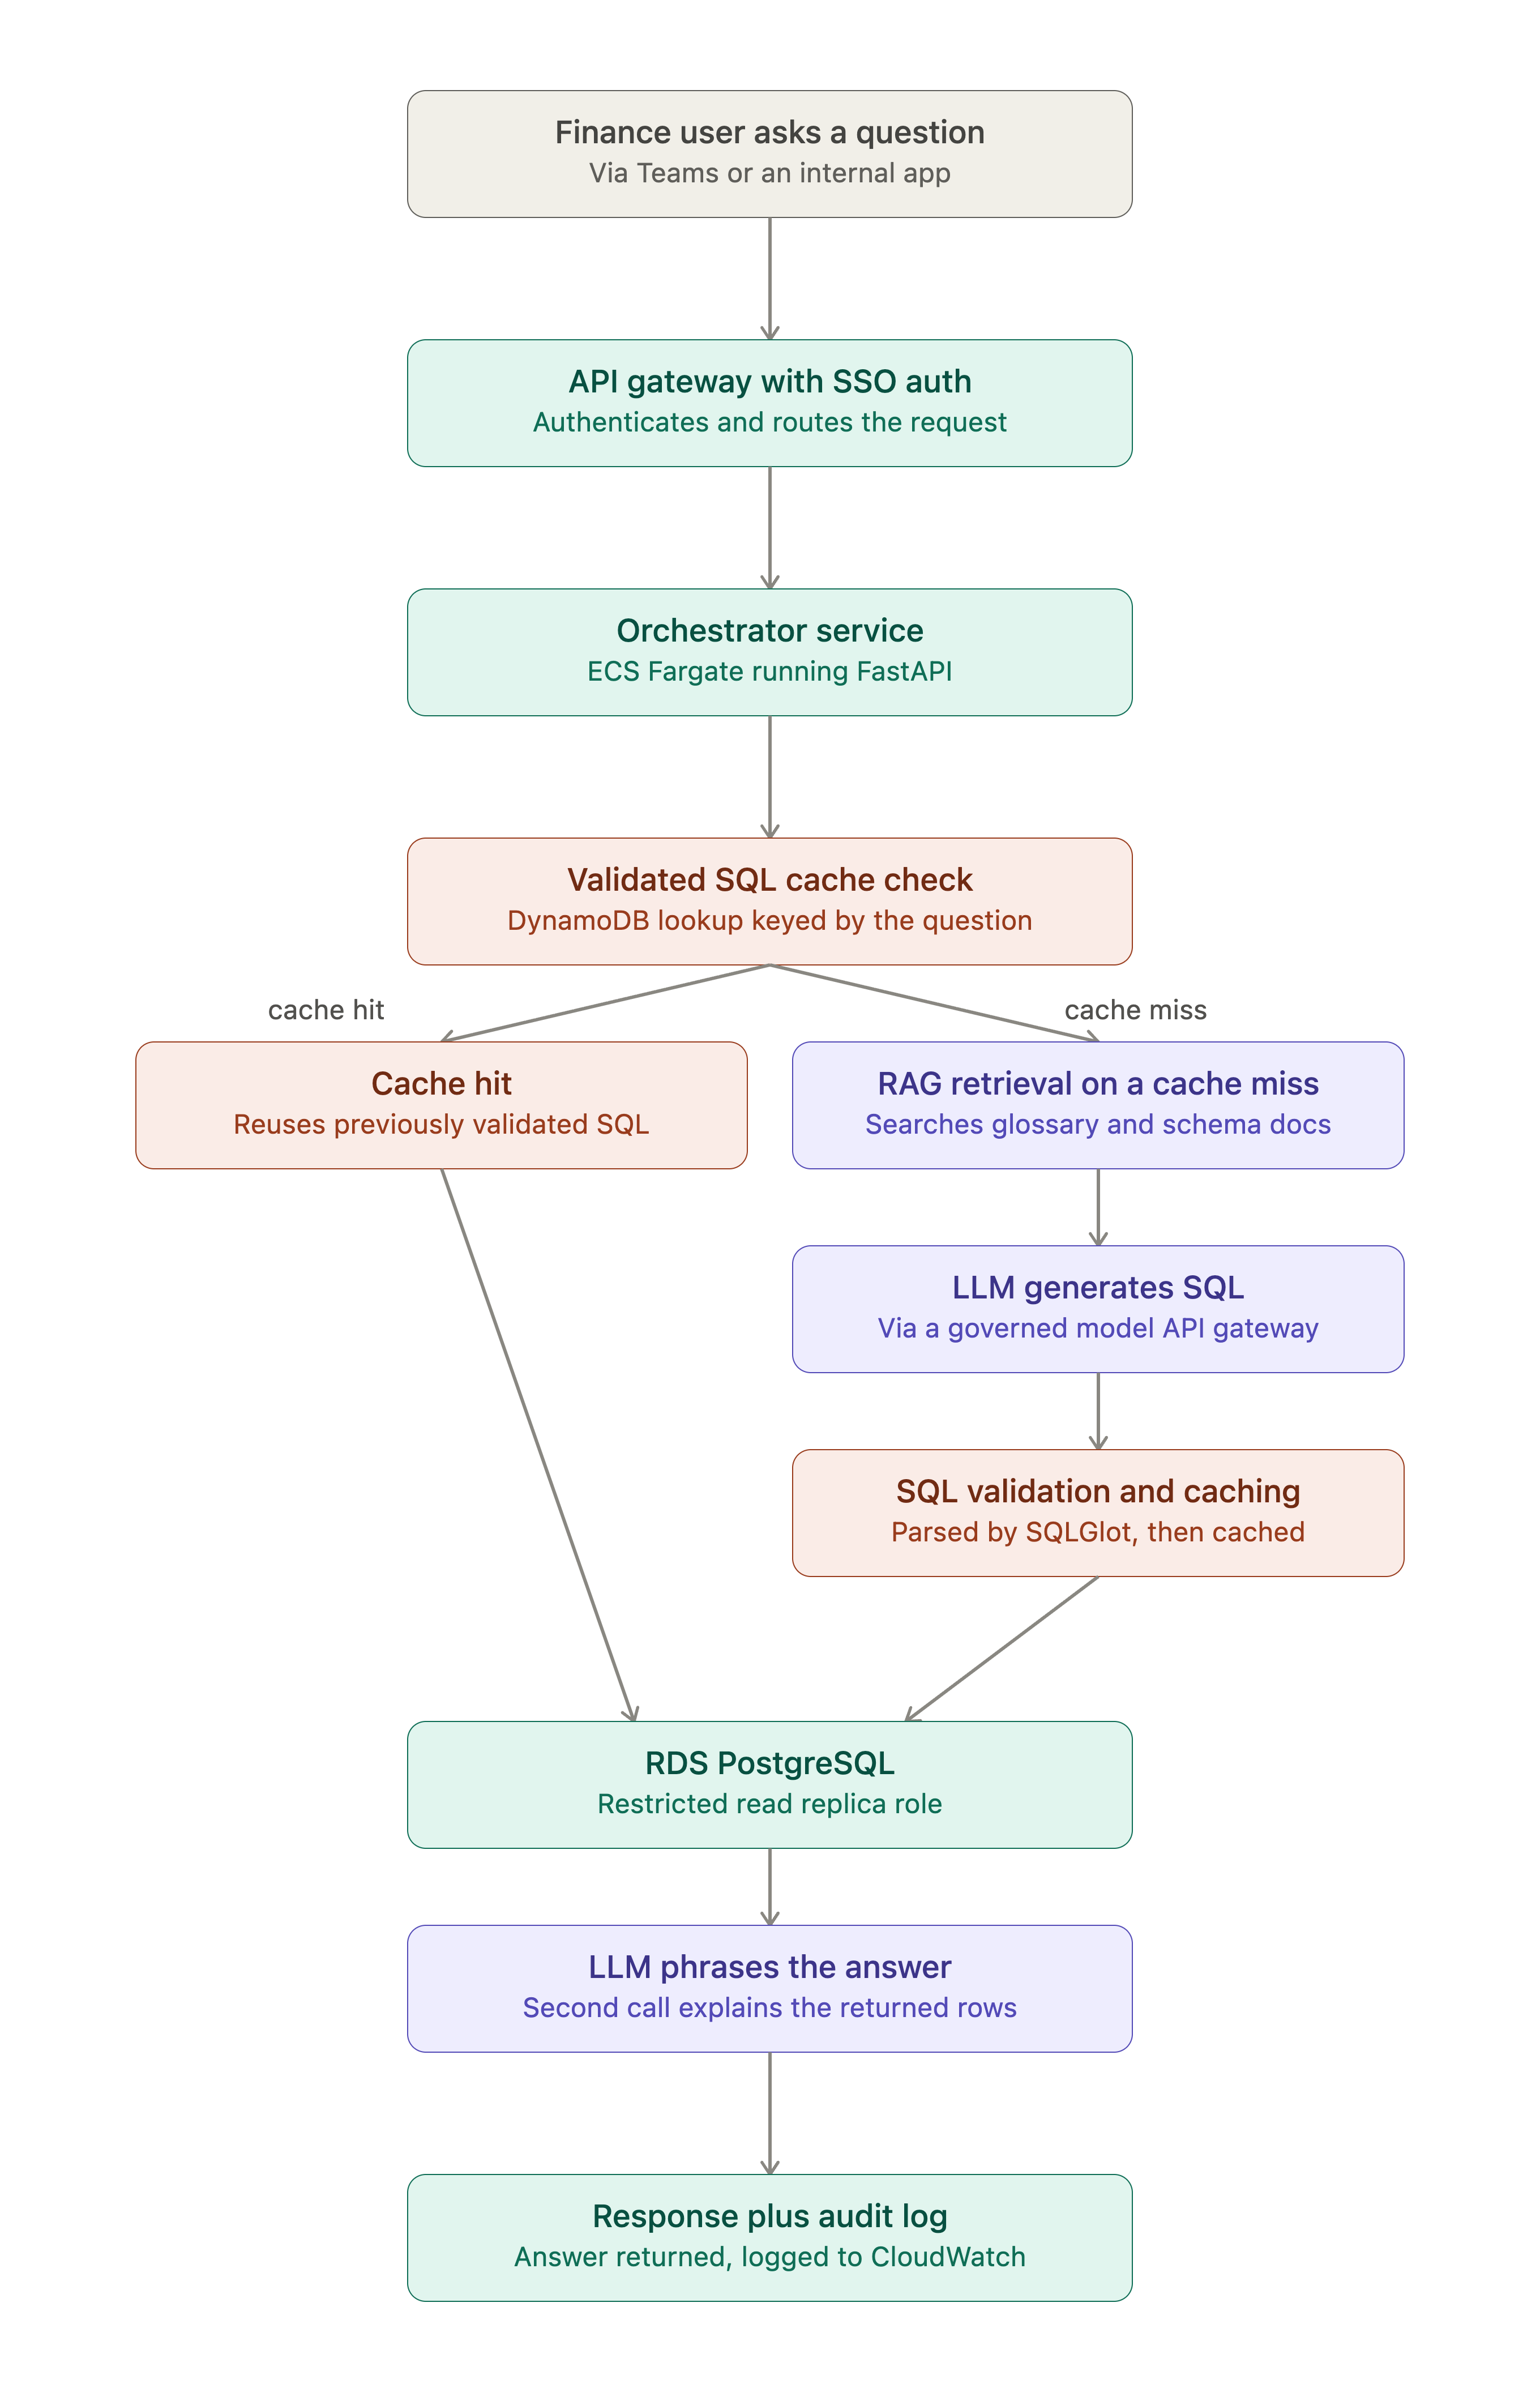 Finance user asks a question
Via Teams or an internal app
API gateway with SSO auth
Authenticates and routes the request
Orchestrator service
ECS Fargate running FastAPI
Validated SQL cache check
DynamoDB lookup keyed by the question
cache hit
cache miss
Cache hit
Reuses previously validated SQL
RAG retrieval on a cache miss
Searches glossary and schema docs
LLM generates SQL
Via a governed model API gateway
SQL validation and caching
Parsed by SQLGlot, then cached
RDS PostgreSQL
Restricted read replica role
LLM phrases the answer
Second call explains the returned rows
Response plus audit log
Answer returned, logged to CloudWatch